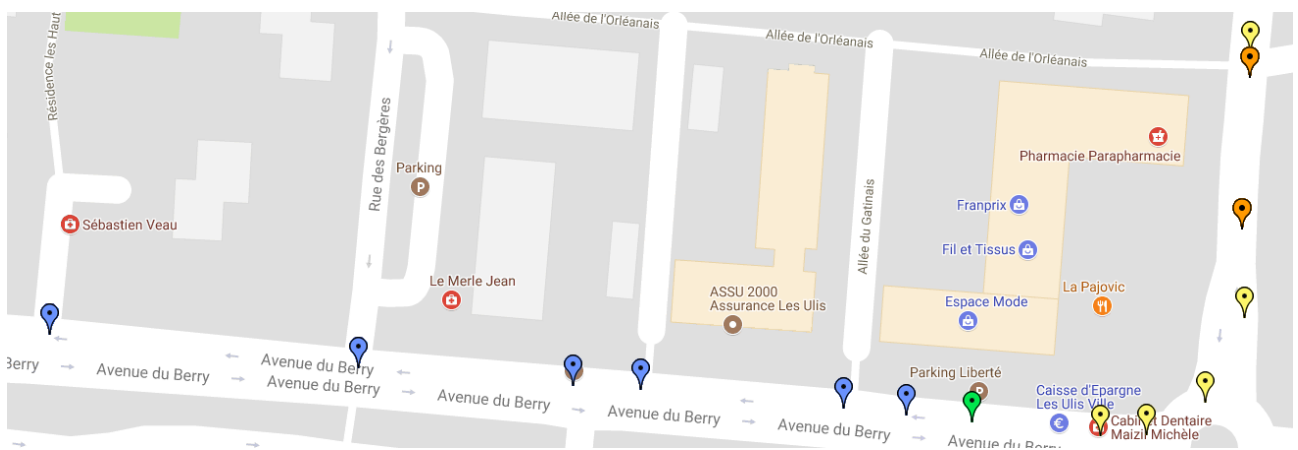 Allée de l'Orléanais
Allée de l'Orléanais
Allée de l'Orléanais
Résidence les Haut
Rue des Bergères
Parking
P
Pharmacie Parapharmacie
Allée du Gatinais
Franprix
Sébastien Veau
Fil et Tissus
Le Merle Jean
ASSU 2000
Assurance Les Ulis
La Pajovic
Espace Mode
Berry
Avenue du Berry
Avenue du Berry
Avenue du Berry
Avenue du Berry
Avenue du Berry
Avenue du Berry
Avenue du Be
Parking Liberté
Caisse d'Epargne
Les Ulis Ville
€
Cabinet Dentaire
Maizil Michèle